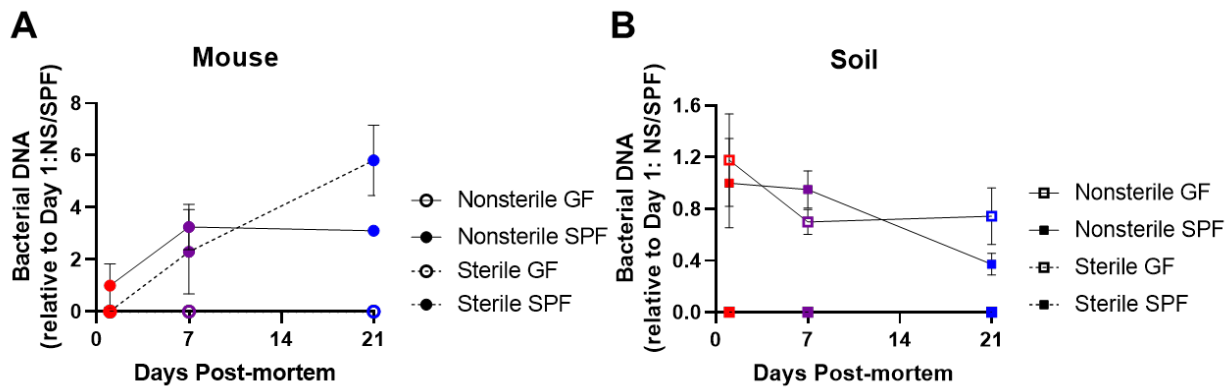 A
Mouse
Bacterial DNA
(relative to Day 1:NS/SPF)
8
6
4
2
0
0
7
14
21
Days Post-mortem
Nonsterile GF
Nonsterile SPF
Sterile GF
Sterile SPF
B
Soil
Bacterial DNA
(relative to Day 1: NS/SPF)
1.6
1.2
0.8
0.4
0.0
0
7
14
21
Days Post-mortem
Nonsterile GF
Nonsterile SPF
Sterile GF
Sterile SPF